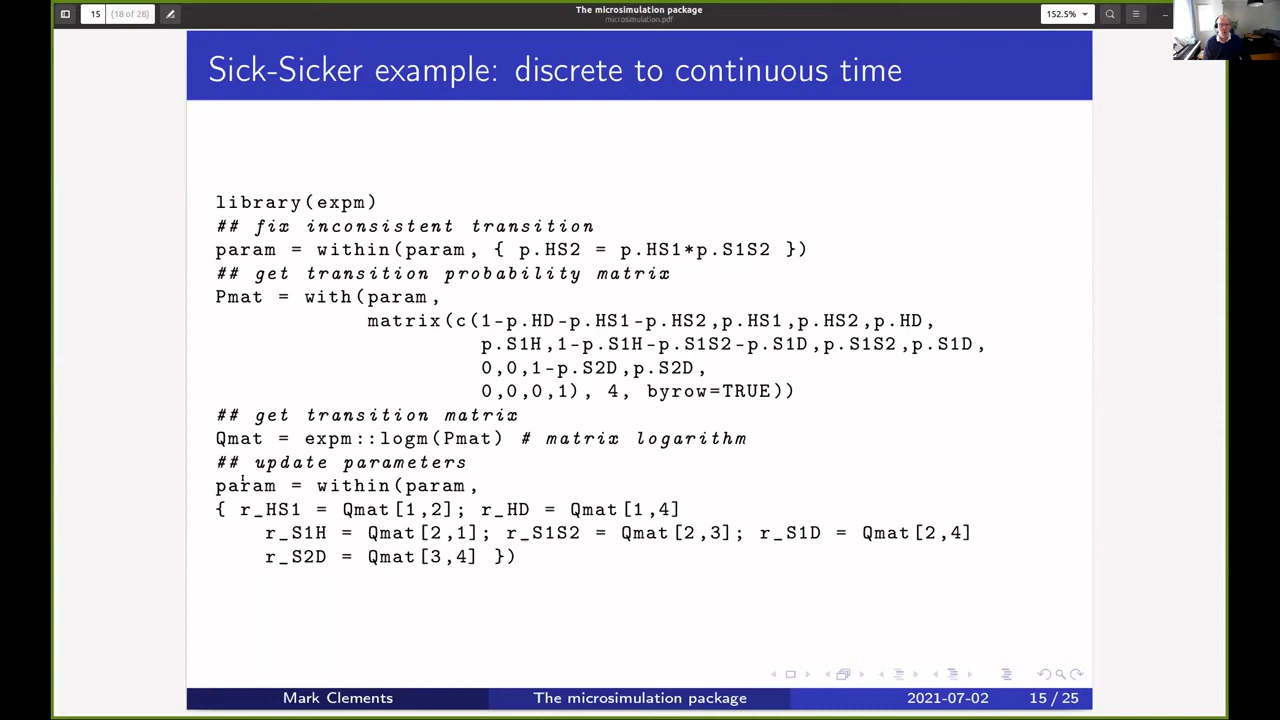 15
(18 of 28)
The microsimulation package
microsimulation.pdf
152.5%
Sick-Sicker example: discrete to continuous time
library(expm)
## fix inconsistent transition
param = within(param, { p.HS2 = p.HS1*p.S1S2 })
## get transition probability matrix
Pmat = with(param,
matrix(c(1-p.HD-p.HS1-p.HS2,p.HS1,p.HS2,p.HD,
p.S1H,1-p.S1H-p.S1S2-p.S1D,p.S1S2,p.S1D,
0,0,1-p.S2D,p.S2D,
0,0,0,1), 4, byrow=TRUE))
## get transition matrix
Qmat = expm::logm(Pmat) # matrix logarithm
## update parameters
param = within(param,
{ r_HS1 = Qmat[1,2]; r_HD = Qmat[1,4]
r_S1H = Qmat[2,1]; r_S1S2 = Qmat[2,3]; r_S1D = Qmat[2,4]
r_S2D = Qmat[3,4] })
Mark Clements
The microsimulation package
2021-07-02
15 / 25